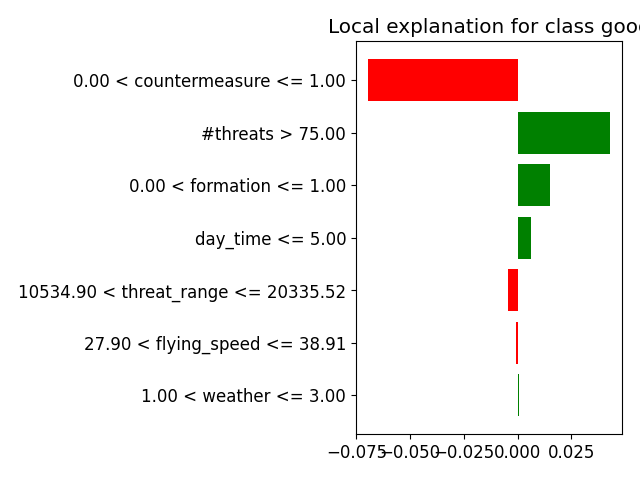 Local explanation for class good
0.00 < countermeasure <= 1.00
#threats > 75.00
0.00 < formation <= 1.00
day_time <= 5.00
10534.90 < threat_range <= 20335.52
27.90 < flying_speed <= 38.91
1.00 < weather <= 3.00
−0.075 −0.050 −0.025 0.000 0.025